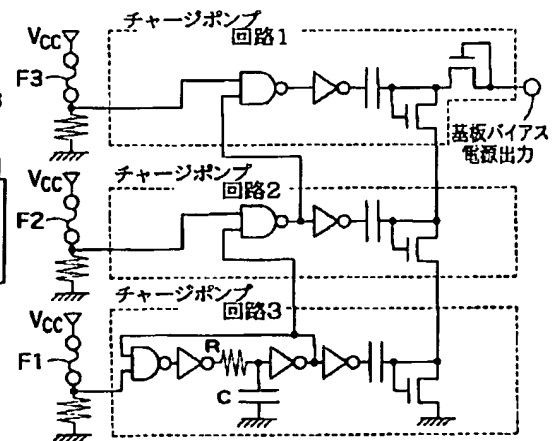 チャージポンプ
回路1
VCC
F3
基板バイアス
電源出力
チャージポンプ
回路2
VCC
F2
チャージポンプ
回路3
VCC
F1
R
C